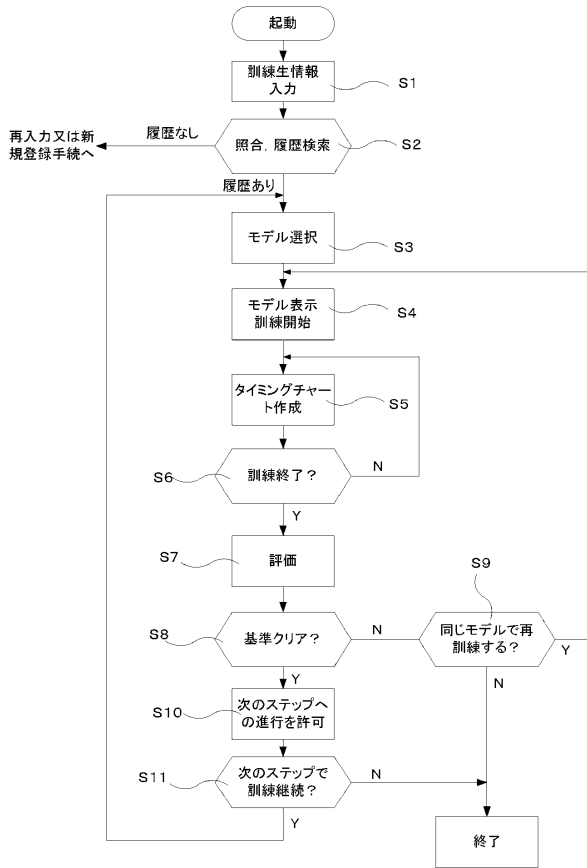 起動
訓練生情報
入力
S1
再入力又は新
規登録手続へ
履歴なし
照合，履歴検索
S2
履歴あり
モデル選択
S3
モデル表示
訓練開始
S4
タイミングチャー
ト作成
S5
S6
訓練終了？
N
Y
S7
評価
S9
S8
基準クリア？
N
同じモデルで再
訓練する？
Y
Y
N
S10
次のステップへ
の進行を許可
S11
次のステップで
訓練継続？
N
Y
終了